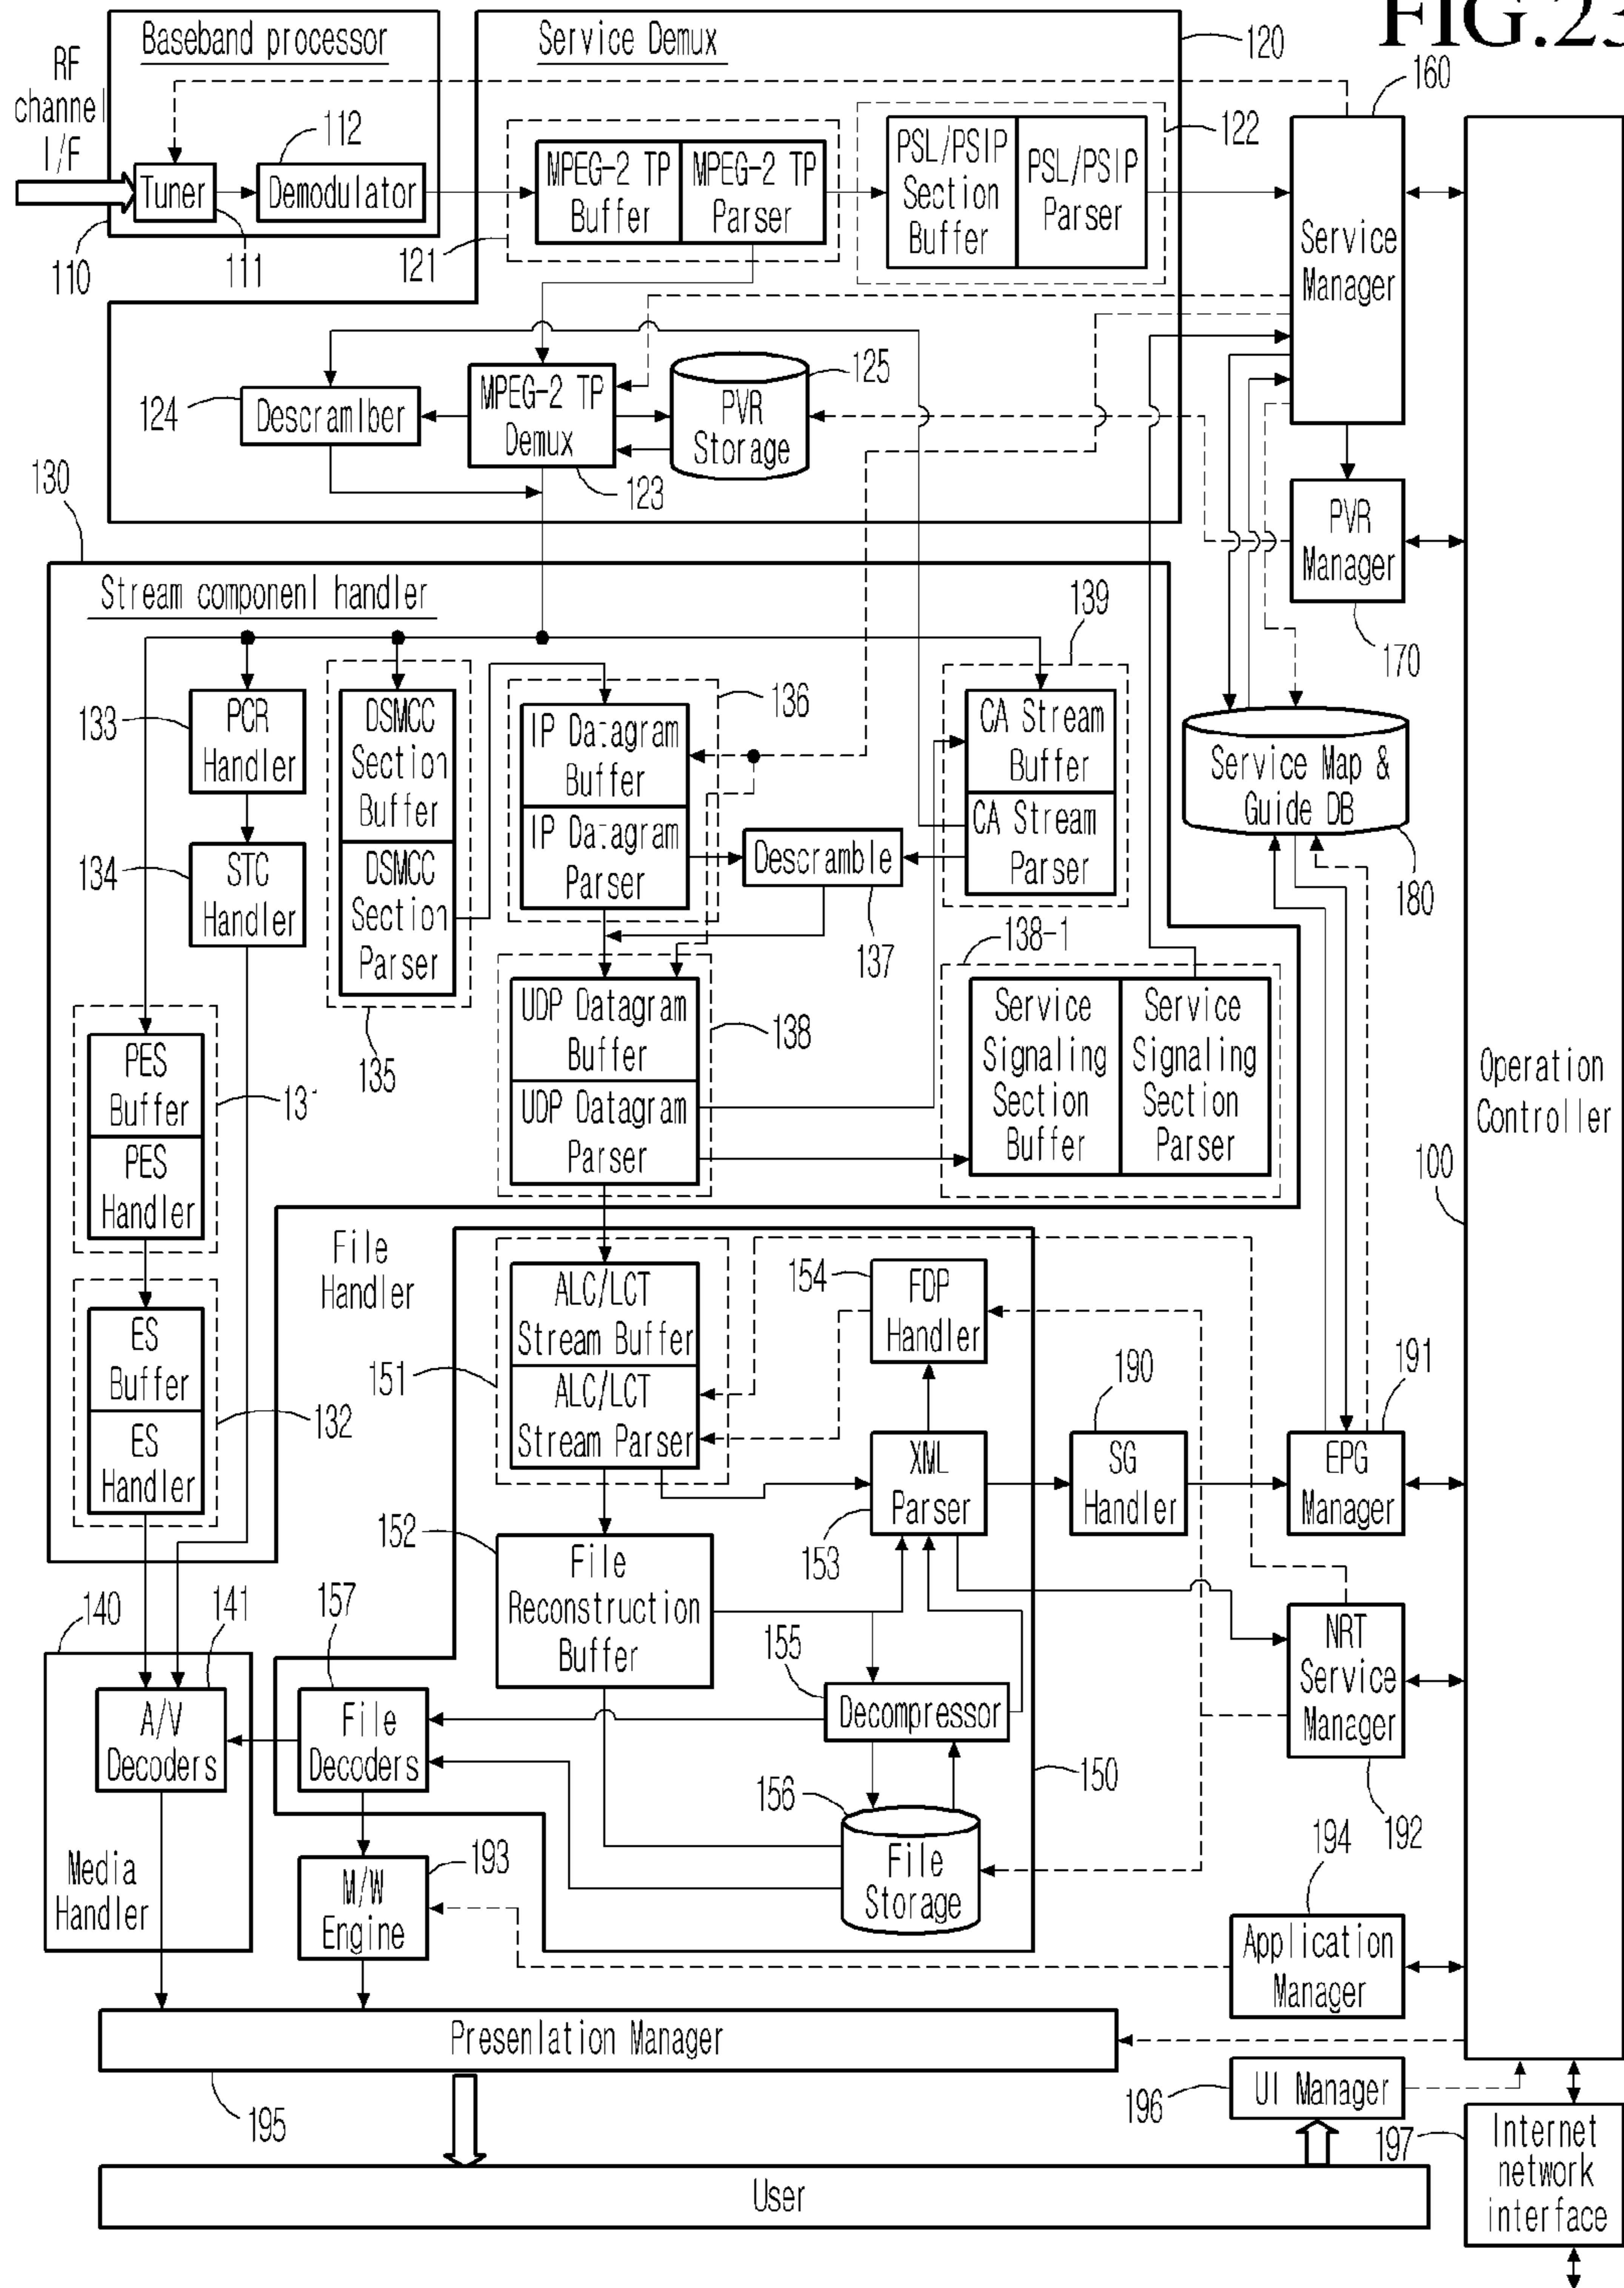 FIG.23
Baseband processor
Service Demux
120
RF
channel
I/F
160
112
122
Tuner
Demodulator
MPEG-2 TP
Buffer
MPEG-2 TP
Parser
PSL/PSIP
Section
Buffer
PSL/PSIP
Parser
Service
Manager
110
111
121
125
124
Descramlber
MPEG-2 TP
Demux
PVR
Storage
123
130
PVR
Manager
170
Stream componenl handler
139
133
PCR
Handler
DSMCC
Section
Buffer
136
IP Datagram
Buffer
CA Stream
Buffer
Service Map &
Guide DB
180
134
STC
Handler
DSMCC
Section
Parser
IP Datagram
Parser
Descramble
CA Stream
Parser
137
138-1
135
UDP Datagram
Buffer
138
Service
Signaling
Section
Buffer
Service
Signaling
Section
Parser
Operation
Controller
100
PES
Buffer
131
UDP Datagram
Parser
PES
Handler
File
Handler
154
FDP
Handler
ALC/LCT
Stream Buffer
ES
Buffer
132
151
ALC/LCT
Stream Parser
190
191
ES
Handler
XML
Parser
SG
Handler
EPG
Manager
152
153
File
Reconstruction
Buffer
140
141
157
155
NRT
Service
Manager
192
A/V
Decoders
File
Decoders
Decompressor
150
156
File
Storage
Media
Handler
193
M/W
Engine
194
Application
Manager
Presenlation Manager
195
196
UI Manager
197
Internet
network
interface
User